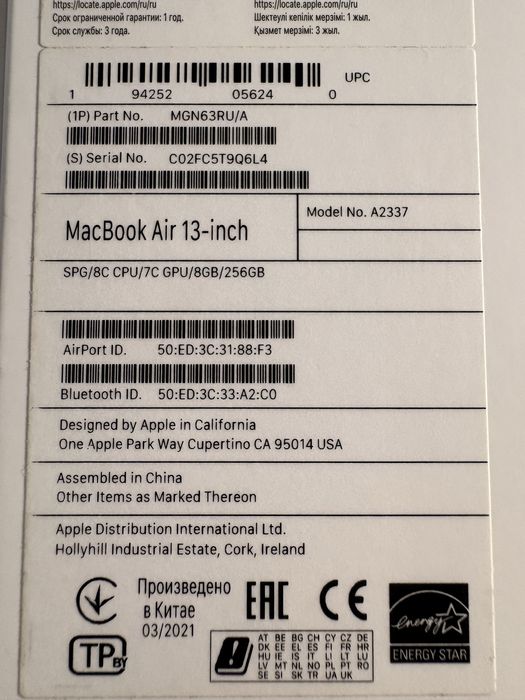 https://locate.apple.com/ru/ru
Срок ограниченной гарантии: 1 год.
Срок службы: 3 года.
https://locate.apple.com/ru/ru
Шектеулі кепілік мерзімі: 1 жыл.
Қызмет мерзімі: 3 жыл.
UPC
1 94252 05624 0
(1P) Part No. MGN63RU/A
(S) Serial No. C02FC5T9Q6L4
MacBook Air 13-inch
Model No. A2337
SPG/8C CPU/7C GPU/8GB/256GB
AirPort ID. 50:ED:3C:31:88:F3
Bluetooth ID. 50:ED:3C:33:A2:C0
Designed by Apple in California
One Apple Park Way Cupertino CA 95014 USA
Assembled in China
Other Items as Marked Thereon
Apple Distribution International Ltd.
Hollyhill Industrial Estate, Cork, Ireland
Произведено
в Китае
03/2021
EAC
CE
TP BY
AT BE BG CH CY CZ DE
DK EE EL ES FI FR HR
HU IE IS IT LI LT LU
LV MT NL NO PL PT RO
SE SI SK TR UA UK
energy
ENERGY STAR